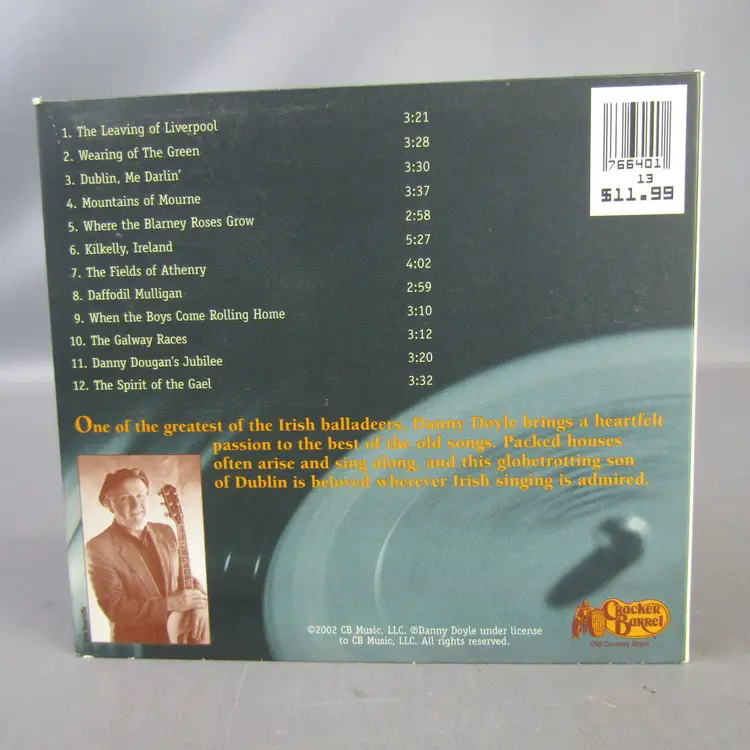 1. The Leaving of Liverpool 3:21
2. Wearing of The Green 3:28
3. Dublin, Me Darlin' 3:30
4. Mountains of Mourne 3:37
5. Where the Blarney Roses Grow 2:58
6. Kilkelly, Ireland 5:27
7. The Fields of Athenry 4:02
8. Daffodil Mulligan 2:59
9. When the Boys Come Rolling Home 3:10
10. The Galway Races 3:12
11. Danny Dougan's Jubilee 3:20
12. The Spirit of the Gael 3:32
766401
13
$11.99
One of the greatest of the Irish balladeers, Danny Doyle brings a heartfelt
passion to the best of the old songs. Packed houses
often arise and sing along, and this globetrotting son
of Dublin is beloved wherever Irish singing is admired.
©2002 CB Music, LLC. ℗Danny Doyle under license
to CB Music, LLC. All rights reserved.
Cracker
Barrel
Old Country Store